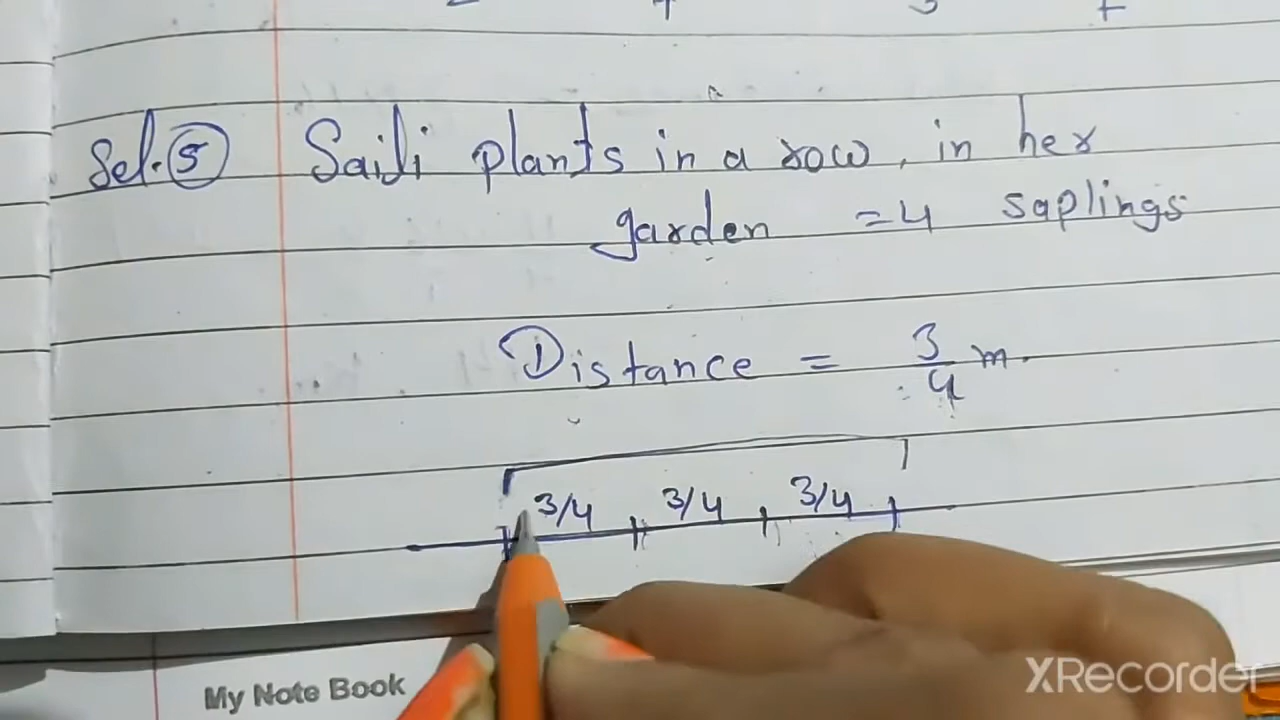 Sol. ⑤ Saili plants in a row, in her
garden = 4 saplings
Distance = 3/4 m.
3/4 3/4 3/4
My Note Book
XRecorder